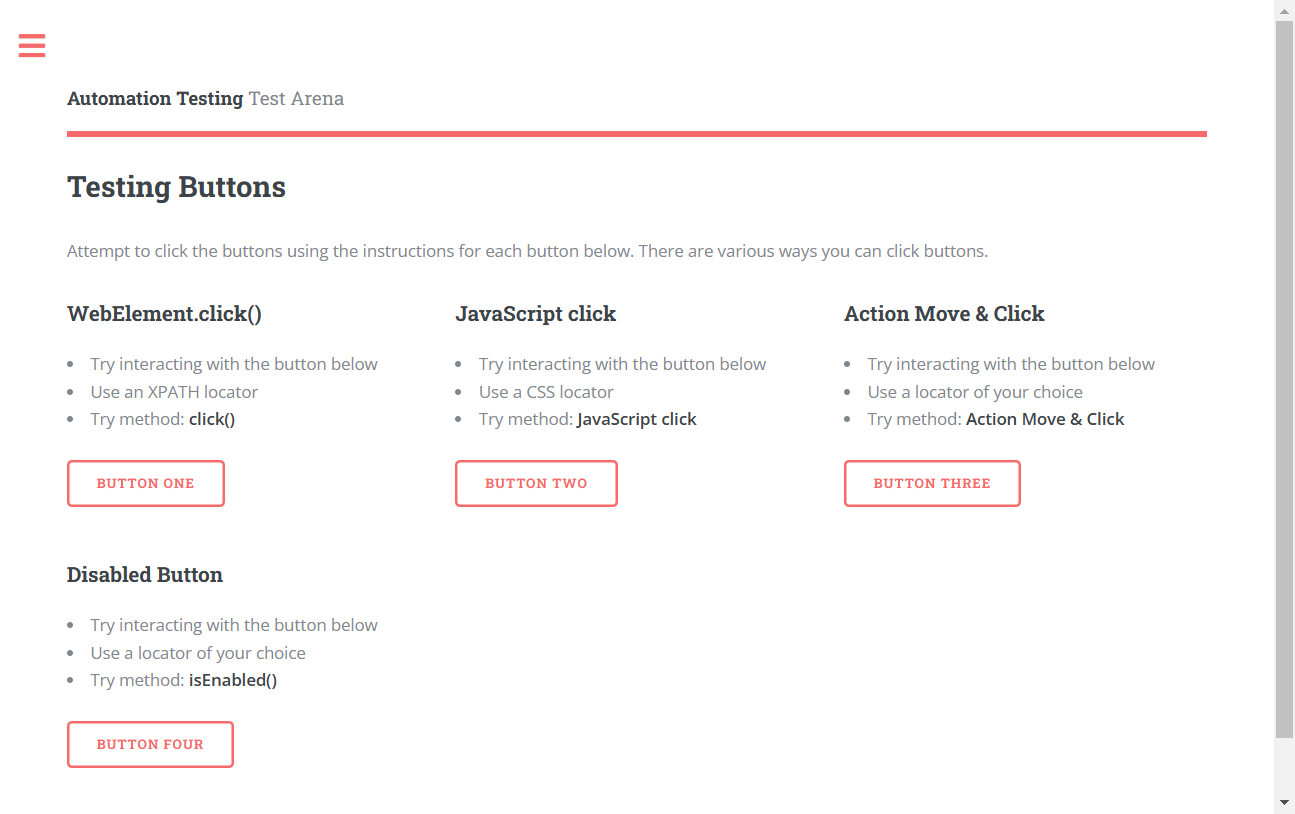 Automation Testing Test Arena
Testing Buttons
Attempt to click the buttons using the instructions for each button below. There are various ways you can click buttons.
WebElement.click()
Try interacting with the button below
Use an XPATH locator
Try method: click()
BUTTON ONE
JavaScript click
Try interacting with the button below
Use a CSS locator
Try method: JavaScript click
BUTTON TWO
Action Move & Click
Try interacting with the button below
Use a locator of your choice
Try method: Action Move & Click
BUTTON THREE
Disabled Button
Try interacting with the button below
Use a locator of your choice
Try method: isEnabled()
BUTTON FOUR